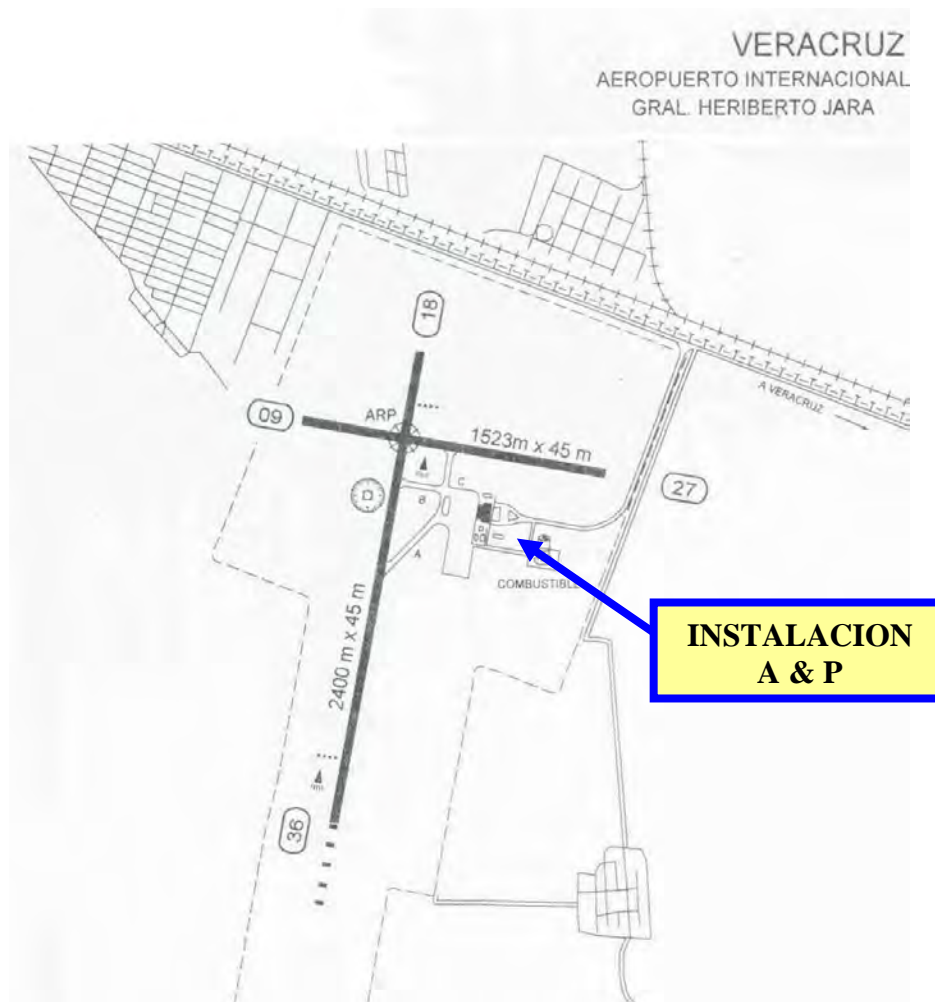 VERACRUZ
AEROPUERTO INTERNACIONAL
GRAL. HERIBERTO JARA
18
09
ARP
1523m x 45 m
A VERACRUZ
27
D
B
C
A
COMBUSTIBLE
2400 m x 45 m
INSTALACION
A & P
36